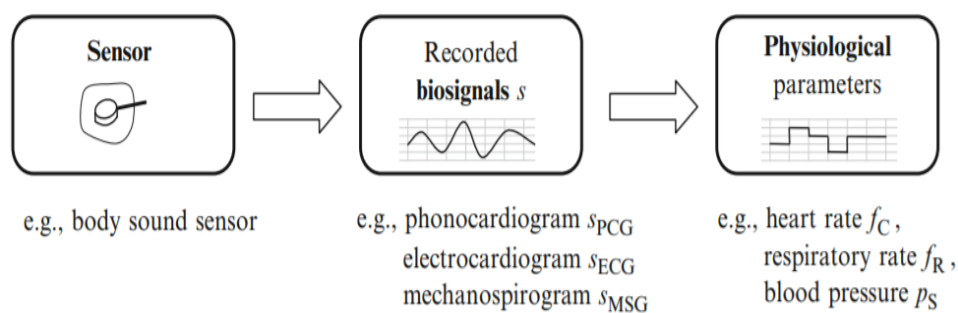 Sensor
e.g., body sound sensor
Recorded
biosignals s
e.g., phonocardiogram sPCG
electrocardiogram sECG
mechanospirogram sMSG
Physiological
parameters
e.g., heart rate fC,
respiratory rate fR,
blood pressure pS